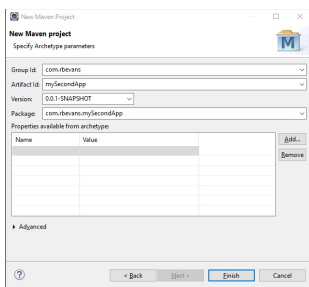 New Maven Project
New Maven project
Specify Archetype parameters
M
Group Id: com.rbevans
Artifact Id: mySecondApp
Version: 0.0.1-SNAPSHOT
Package: com.rbevans.mySecondApp
Properties available from archetype:
Name Value
Add...
Remove
Advanced
? < Back Next > Finish Cancel